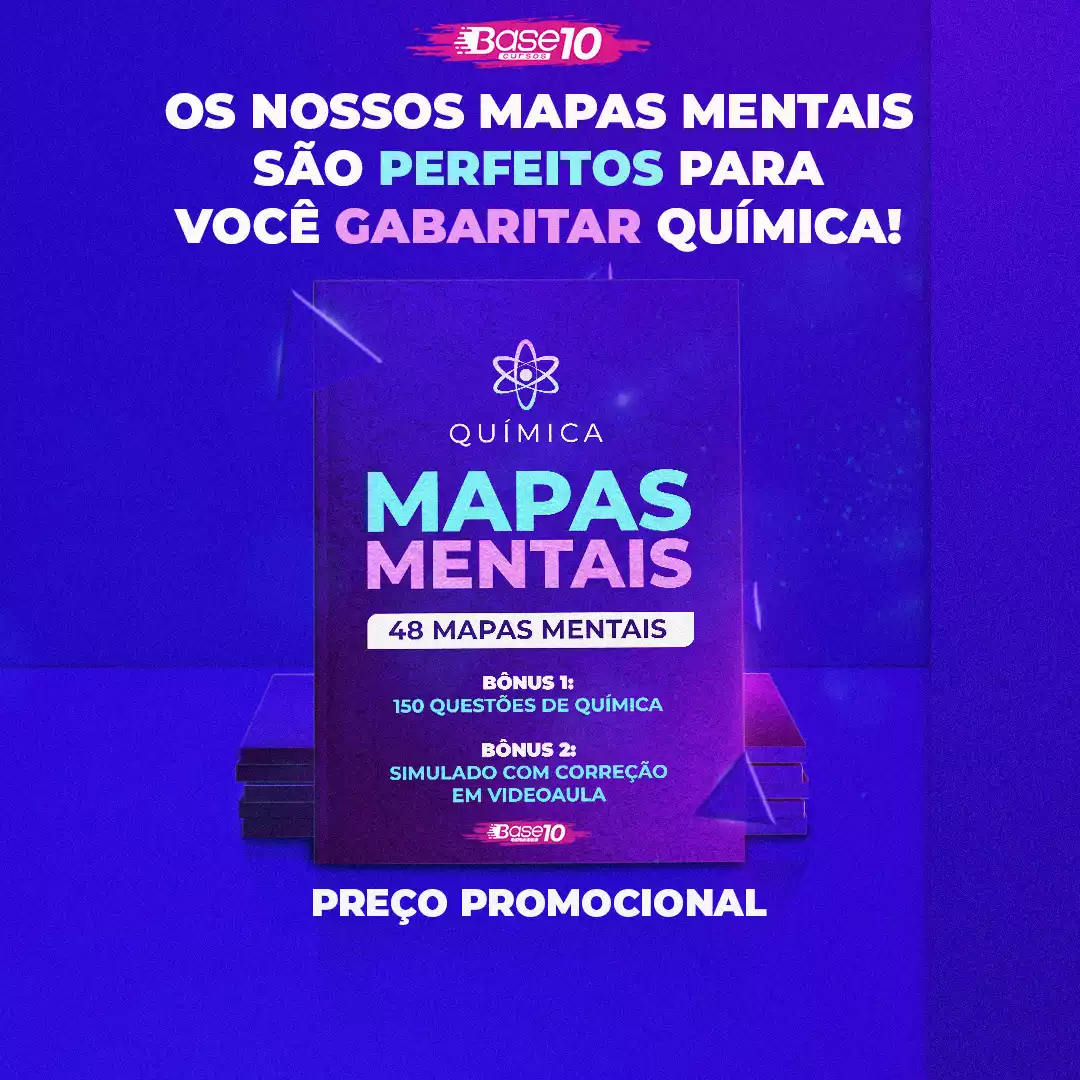 Base10
cursos
OS NOSSOS MAPAS MENTAIS
SÃO PERFEITOS PARA
VOCÊ GABARITAR QUÍMICA!
QUÍMICA
MAPAS
MENTAIS
48 MAPAS MENTAIS
BÔNUS 1:
150 QUESTÕES DE QUÍMICA
BÔNUS 2:
SIMULADO COM CORREÇÃO
EM VIDEOAULA
Base10
PREÇO PROMOCIONAL